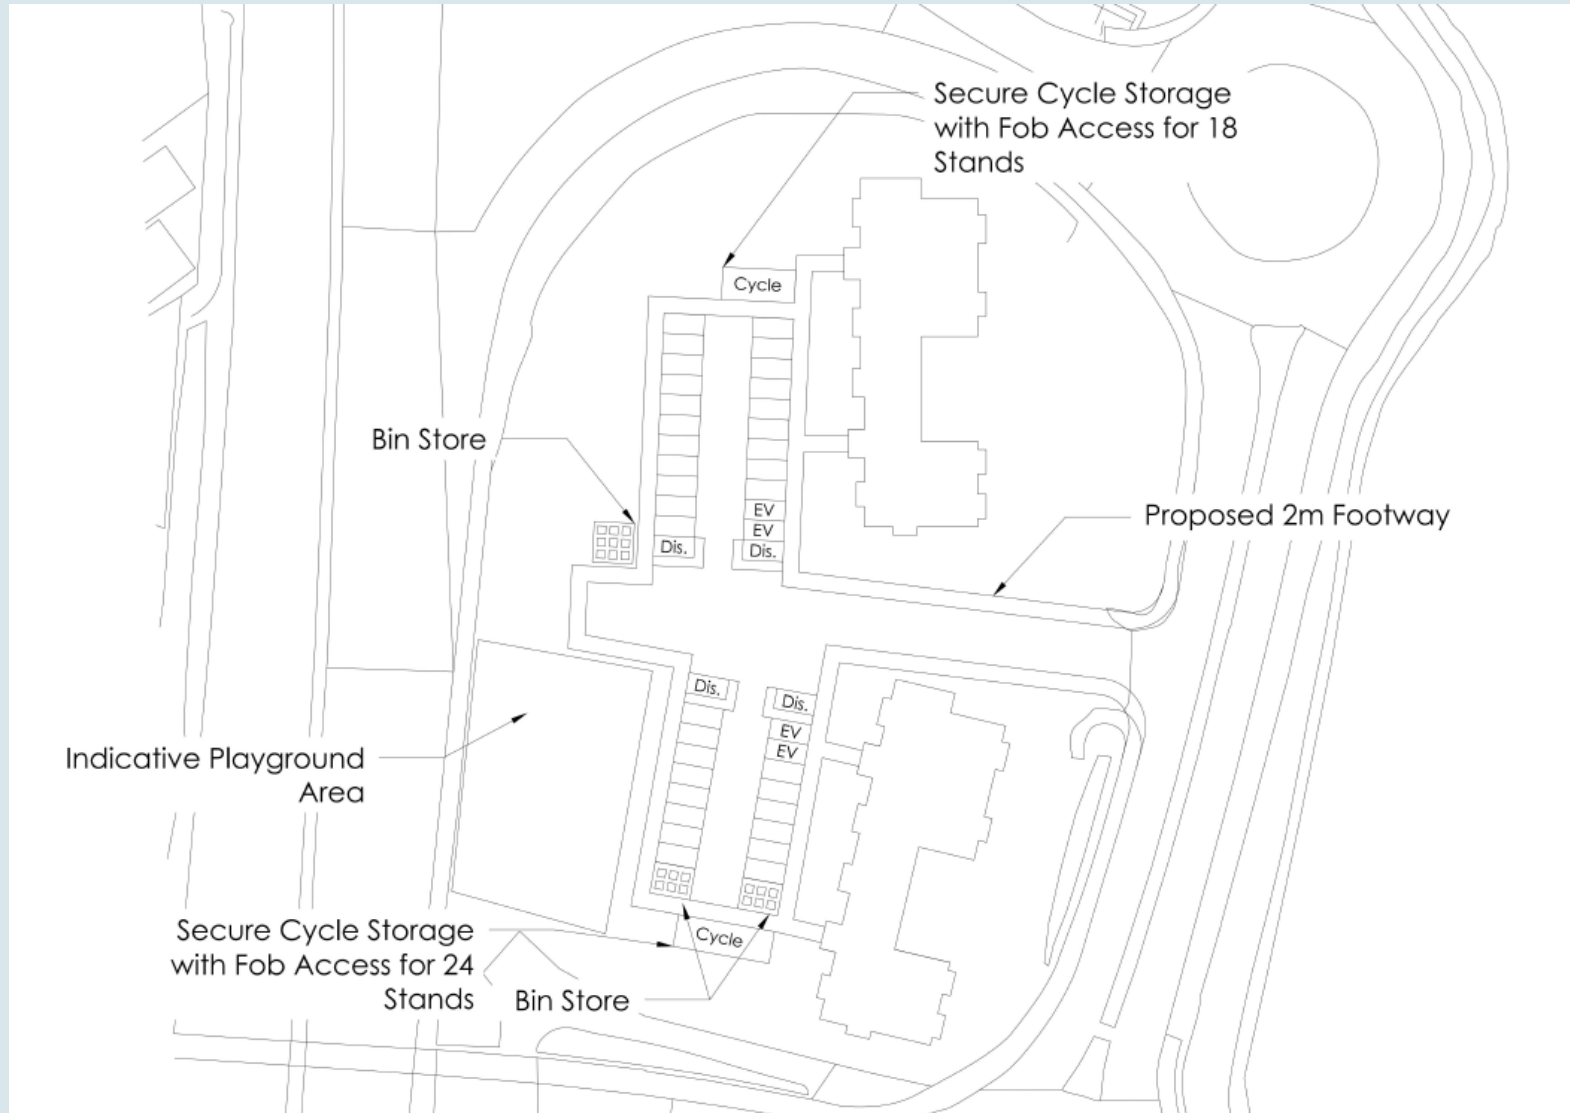 Secure Cycle Storage
with Fob Access for 18
Stands
Cycle
Bin Store
EV
EV
Dis.
Dis.
Proposed 2m Footway
Dis.
Dis.
EV
EV
Indicative Playground
Area
Secure Cycle Storage
with Fob Access for 24
Stands
Cycle
Bin Store